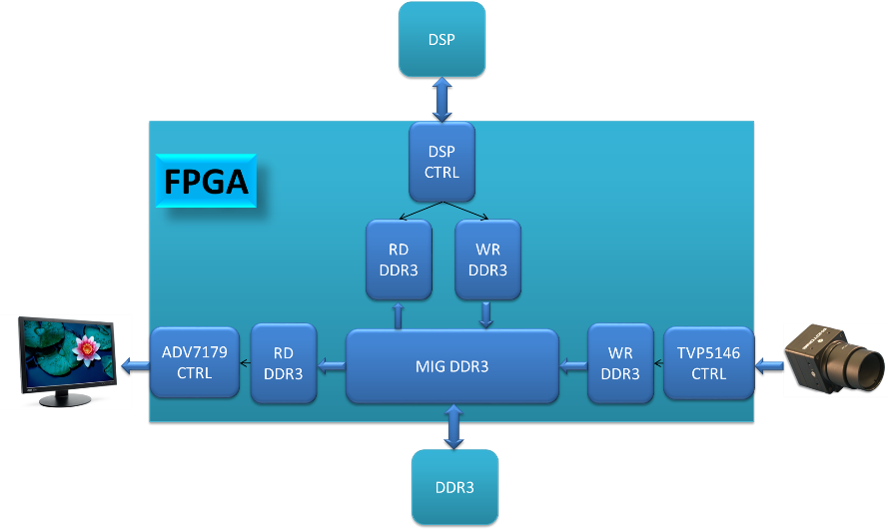 DSP
DSP
CTRL
FPGA
RD
DDR3
WR
DDR3
ADV7179
CTRL
RD
DDR3
MIG DDR3
WR
DDR3
TVP5146
CTRL
DDR3